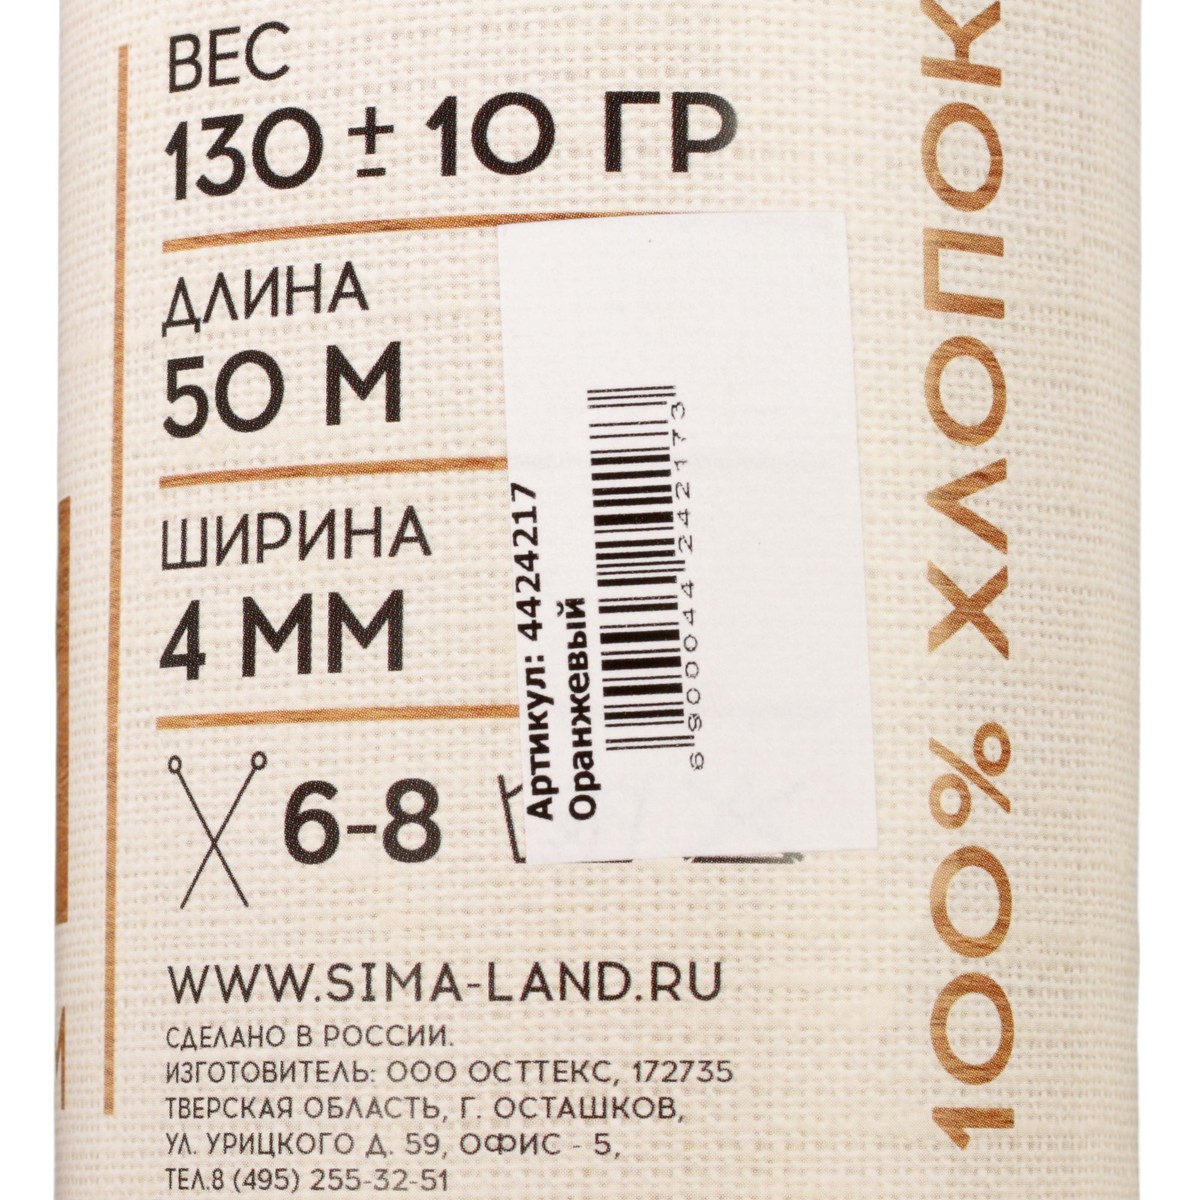 ВЕС
130 ± 10 ГР
ДЛИНА
50 М
ШИРИНА
4 ММ
6-8
Артикул: 4424217
Оранжевый
6900044242173
100% ХЛОПОК
WWW.SIMA-LAND.RU
СДЕЛАНО В РОССИИ.
ИЗГОТОВИТЕЛЬ: ООО ОСТТЕКС, 172735
ТВЕРСКАЯ ОБЛАСТЬ, Г. ОСТАШКОВ,
УЛ. УРИЦКОГО Д. 59, ОФИС - 5,
ТЕЛ.8 (495) 255-32-51